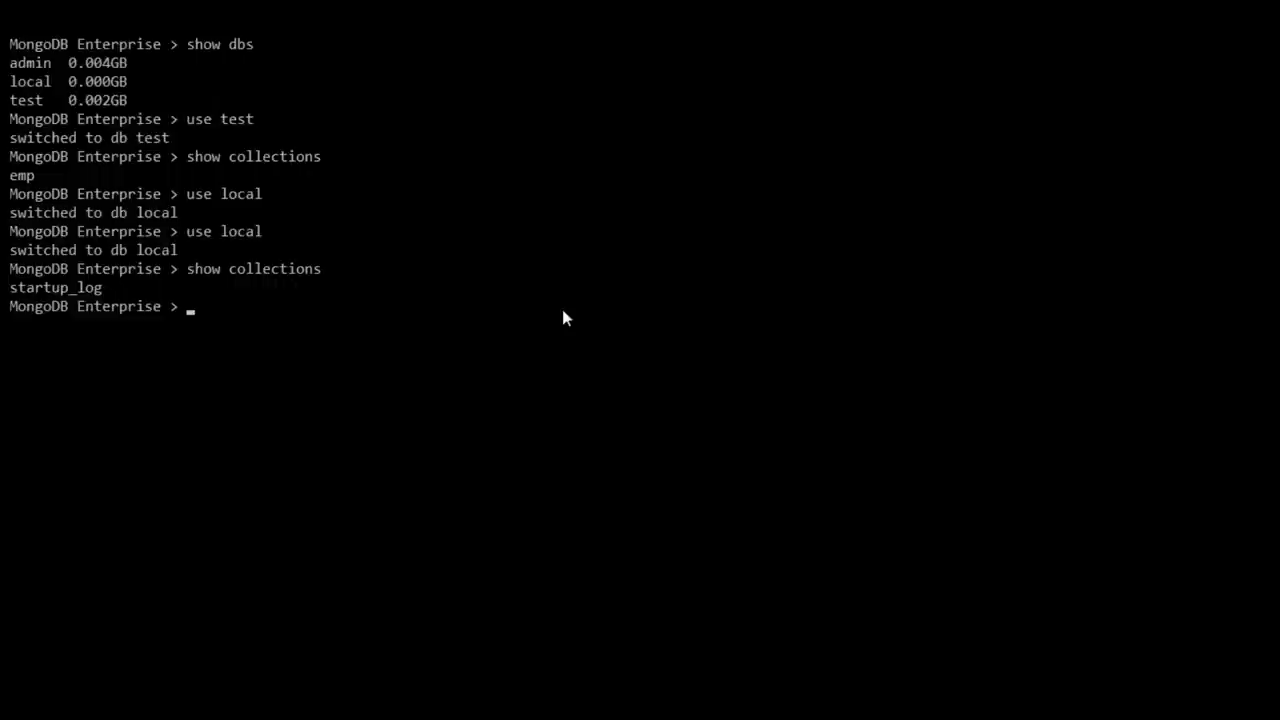 MongoDB Enterprise > show dbs
admin  0.004GB
local  0.000GB
test   0.002GB
MongoDB Enterprise > use test
switched to db test
MongoDB Enterprise > show collections
emp
MongoDB Enterprise > use local
switched to db local
MongoDB Enterprise > use local
switched to db local
MongoDB Enterprise > show collections
startup_log
MongoDB Enterprise >